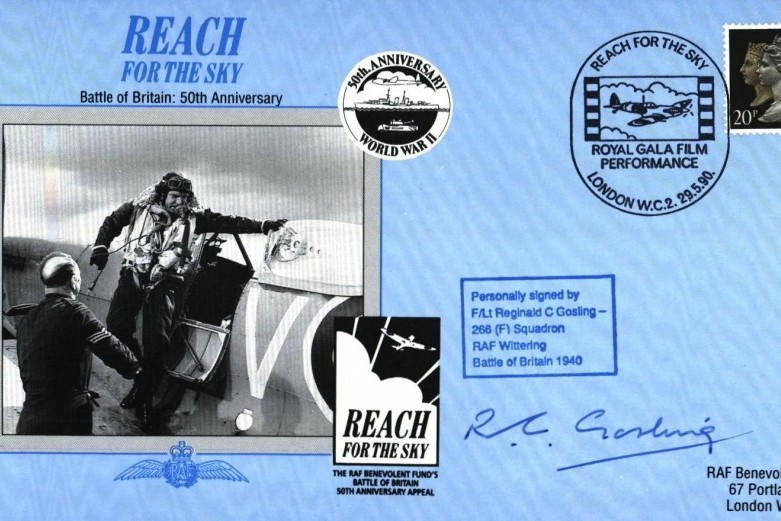 REACH
FOR THE SKY
Battle of Britain: 50th Anniversary
50th. ANNIVERSARY
WORLD WAR II
REACH FOR THE SKY
ROYAL GALA FILM
PERFORMANCE
LONDON W.C.2. 29.5.90.
20P
Personally signed by
F/Lt Reginald C Gosling –
266 (F) Squadron
RAF Wittering
Battle of Britain 1940
R. C. Gosling
REACH
FOR THE SKY
THE RAF BENEVOLENT FUND'S
BATTLE OF BRITAIN
50TH ANNIVERSARY APPEAL
RAF
RAF Benevol
67 Portla
London W